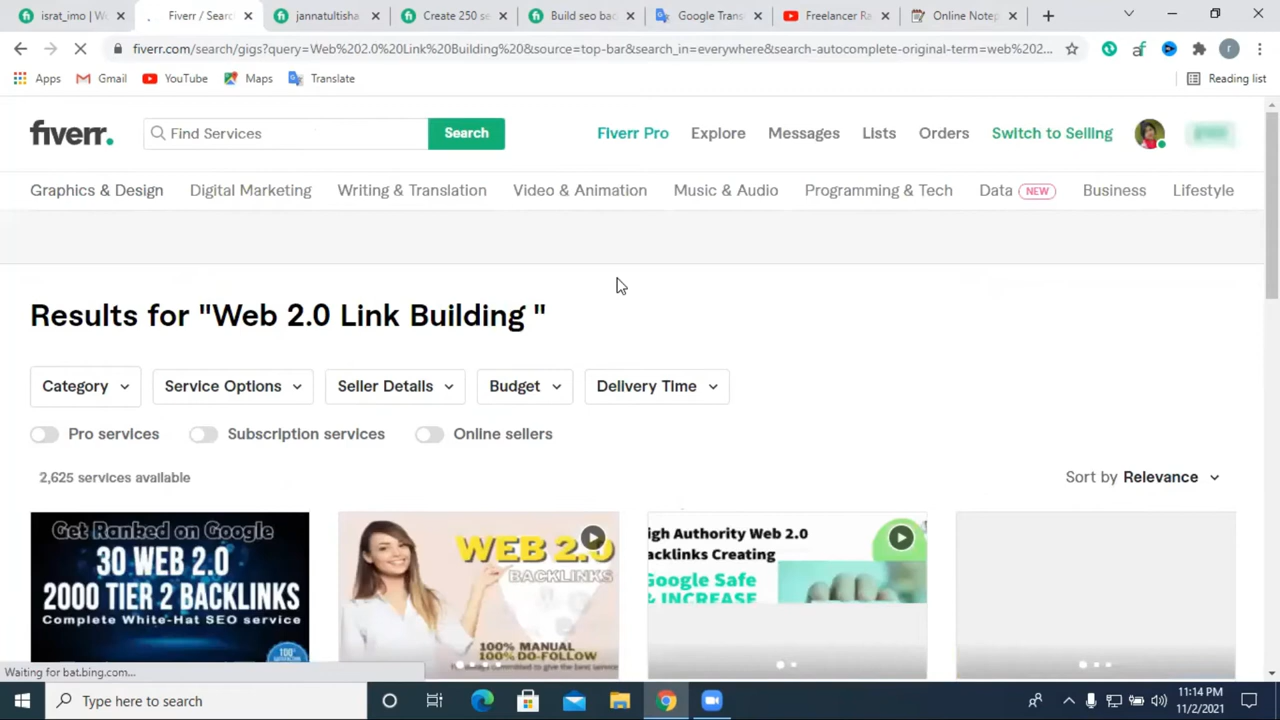 israt_imo | Wo
Fiverr / Searc
jannatultisha
Create 250 se
Build seo bac
Google Trans
Freelancer Ra
Online Notep
fiverr.com/search/gigs?query=Web%202.0%20Link%20Building%20&source=top-bar&search_in=everywhere&search-autocomplete-original-term=web%202...
Apps Gmail YouTube Maps Translate Reading list
fiverr. Find Services Search Fiverr Pro Explore Messages Lists Orders Switch to Selling
Graphics & Design Digital Marketing Writing & Translation Video & Animation Music & Audio Programming & Tech Data NEW Business Lifestyle
Results for "Web 2.0 Link Building "
Category Service Options Seller Details Budget Delivery Time
Pro services Subscription services Online sellers
2,625 services available Sort by Relevance
Get Ranked on Google
30 WEB 2.0
2000 TIER 2 BACKLINKS
Complete White-Hat SEO service
100%
WEB 2.0
BACKLINKS
100% MANUAL
100% DO-FOLLOW
igh Authority Web 2.0
acklinks Creating
Google Safe
& INCREASE
Waiting for bat.bing.com...
Type here to search
11:14 PM
11/2/2021